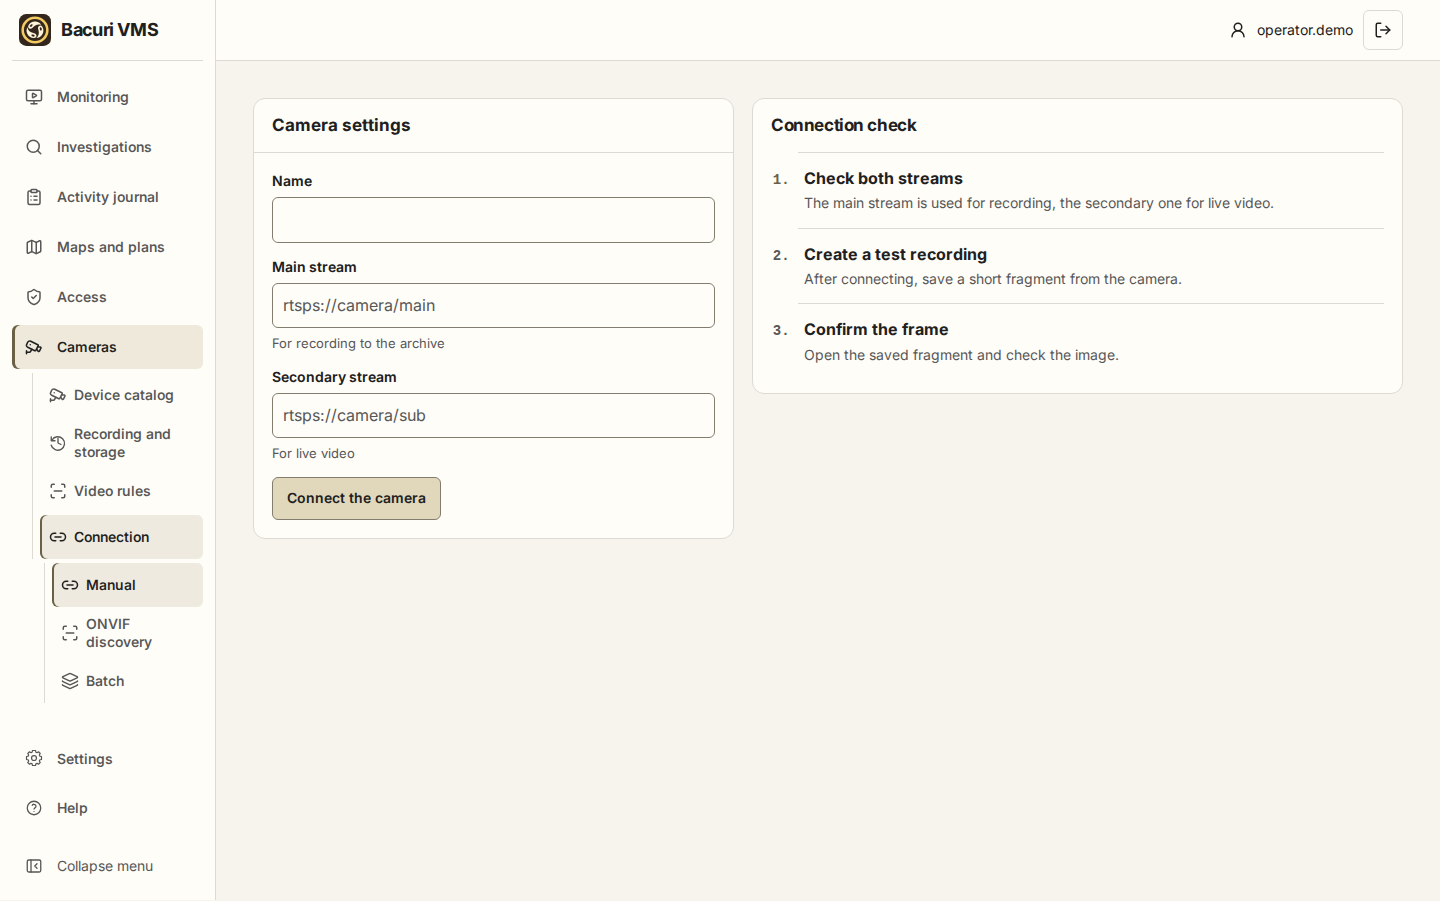 Bacuri VMS
operator.demo
Monitoring
Investigations
Activity journal
Maps and plans
Access
Cameras
Device catalog
Recording and
storage
Video rules
Connection
Manual
ONVIF
discovery
Batch
Settings
Help
Collapse menu
Camera settings
Name
Main stream
rtsps://camera/main
For recording to the archive
Secondary stream
rtsps://camera/sub
For live video
Connect the camera
Connection check
1. Check both streams
The main stream is used for recording, the secondary one for live video.
2. Create a test recording
After connecting, save a short fragment from the camera.
3. Confirm the frame
Open the saved fragment and check the image.